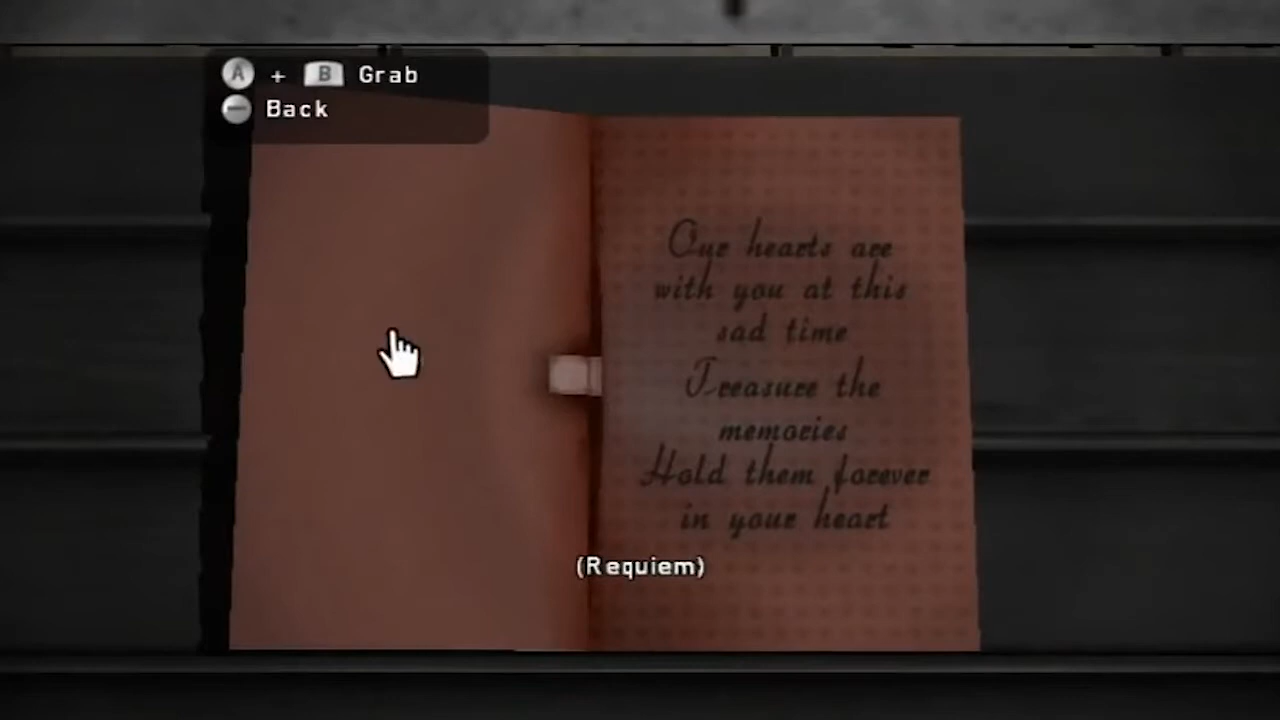 A + B Grab
Back
Our hearts are
with you at this
sad time
Treasure the
memories
Hold them forever
in your heart
(Requiem)